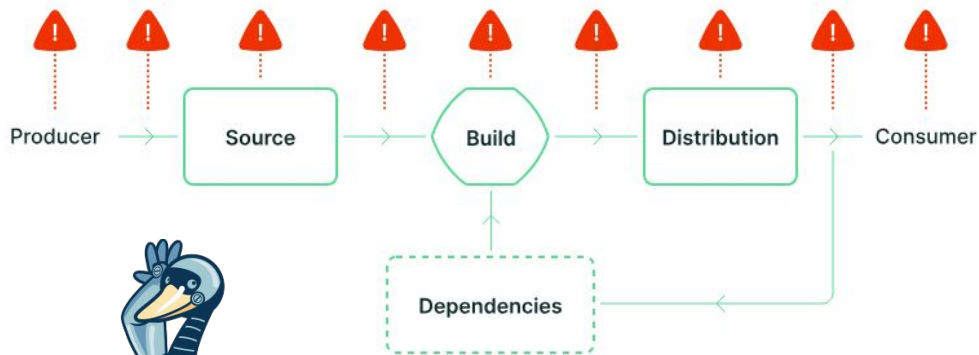 ! ! ! ! ! ! ! ! !
Producer Source Build Distribution Consumer
Dependencies